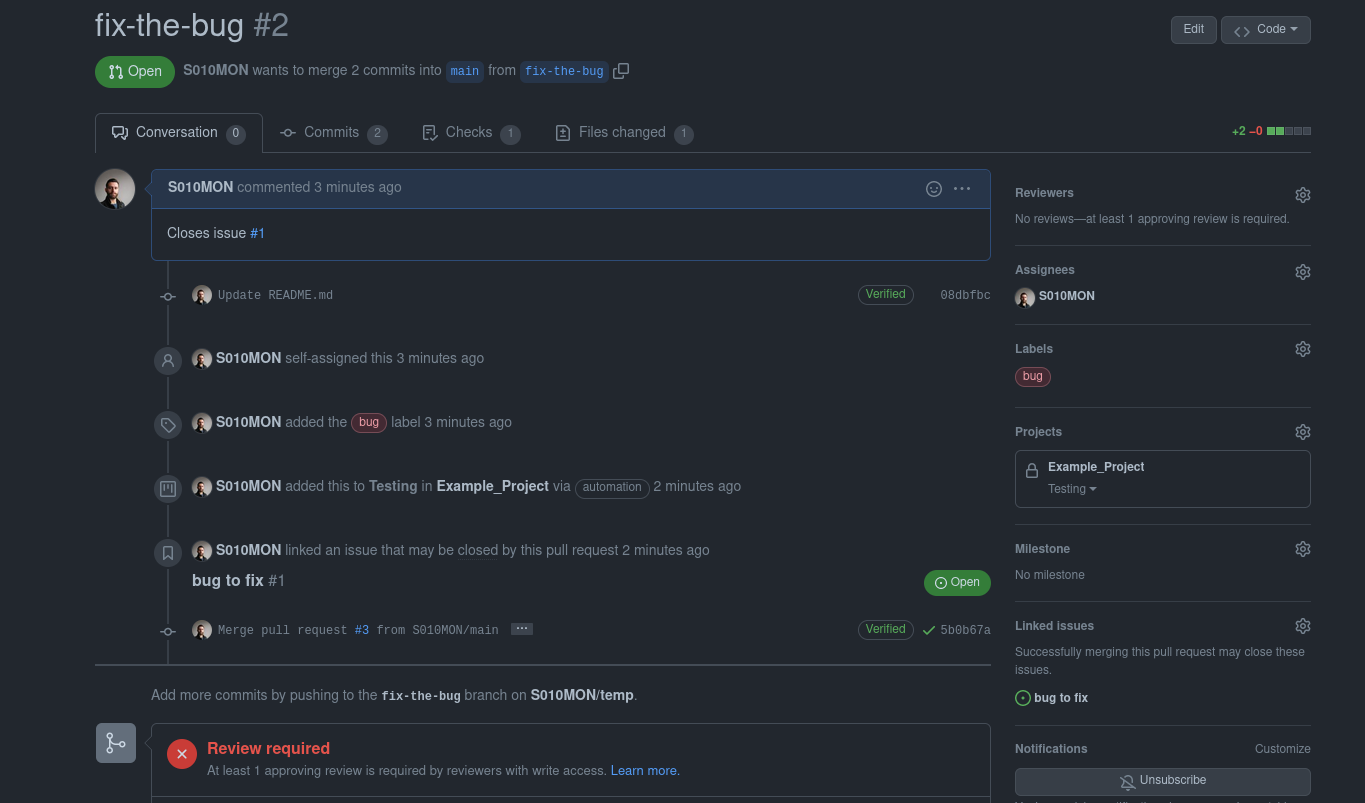 fix-the-bug #2
Edit
Code
Open
S010MON wants to merge 2 commits into main from fix-the-bug
Conversation 0
Commits 2
Checks 1
Files changed 1
+2 −0
S010MON commented 3 minutes ago
Closes issue #1
Update README.md
Verified
08dbfbc
S010MON self-assigned this 3 minutes ago
S010MON added the bug label 3 minutes ago
S010MON added this to Testing in Example_Project via automation 2 minutes ago
S010MON linked an issue that may be closed by this pull request 2 minutes ago
bug to fix #1
Open
Merge pull request #3 from S010MON/main
Verified
5b0b67a
Add more commits by pushing to the fix-the-bug branch on S010MON/temp.
Review required
At least 1 approving review is required by reviewers with write access. Learn more.
Reviewers
No reviews—at least 1 approving review is required.
Assignees
S010MON
Labels
bug
Projects
Example_Project
Testing
Milestone
No milestone
Linked issues
Successfully merging this pull request may close these
issues.
bug to fix
Notifications
Customize
Unsubscribe